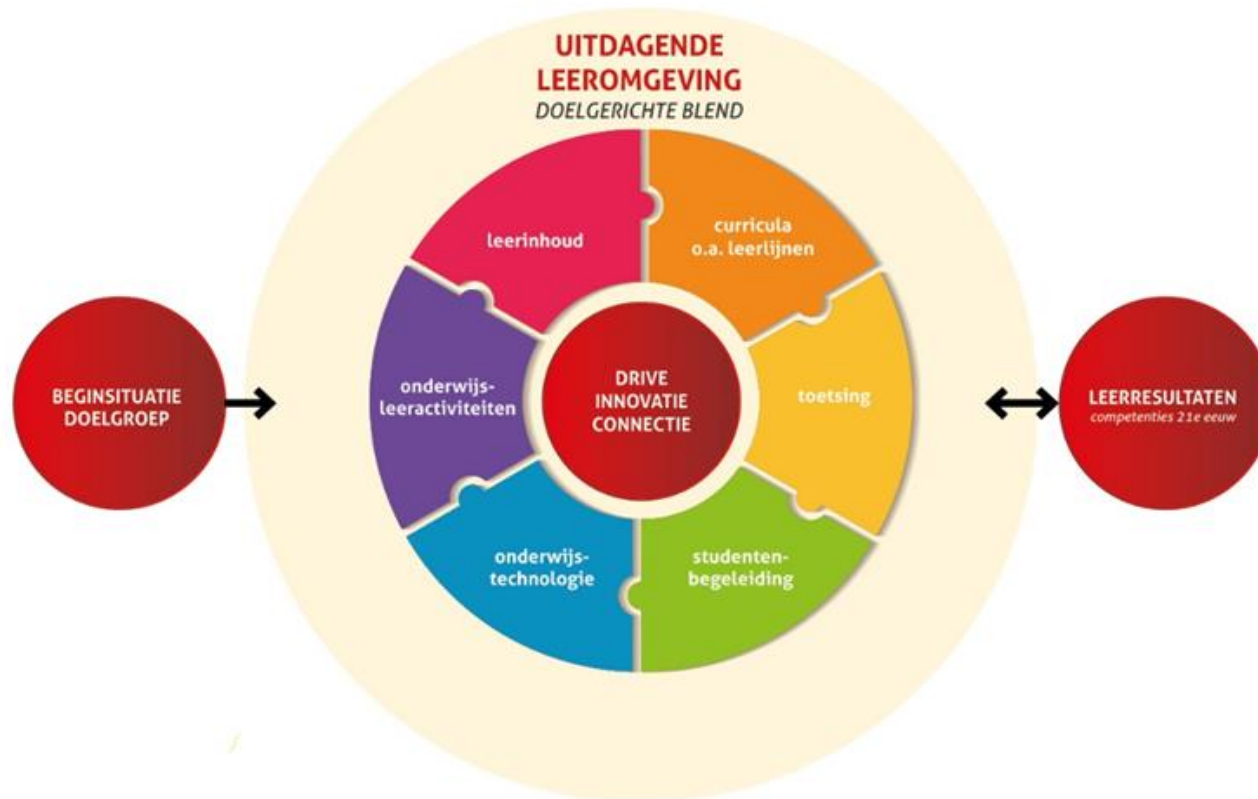 UITDAGENDE
LEEROMGEVING
DOELGERICHTE BLEND
leerinhoud
curricula
o.a. leerlijnen
BEGINSITUATIE
DOELGROEP
onderwijs-
leeractiviteiten
DRIVE
INNOVATIE
CONNECTIE
toetsing
LEERRESULTATEN
competenties 21e eeuw
onderwijs-
technologie
studenten-
begeleiding